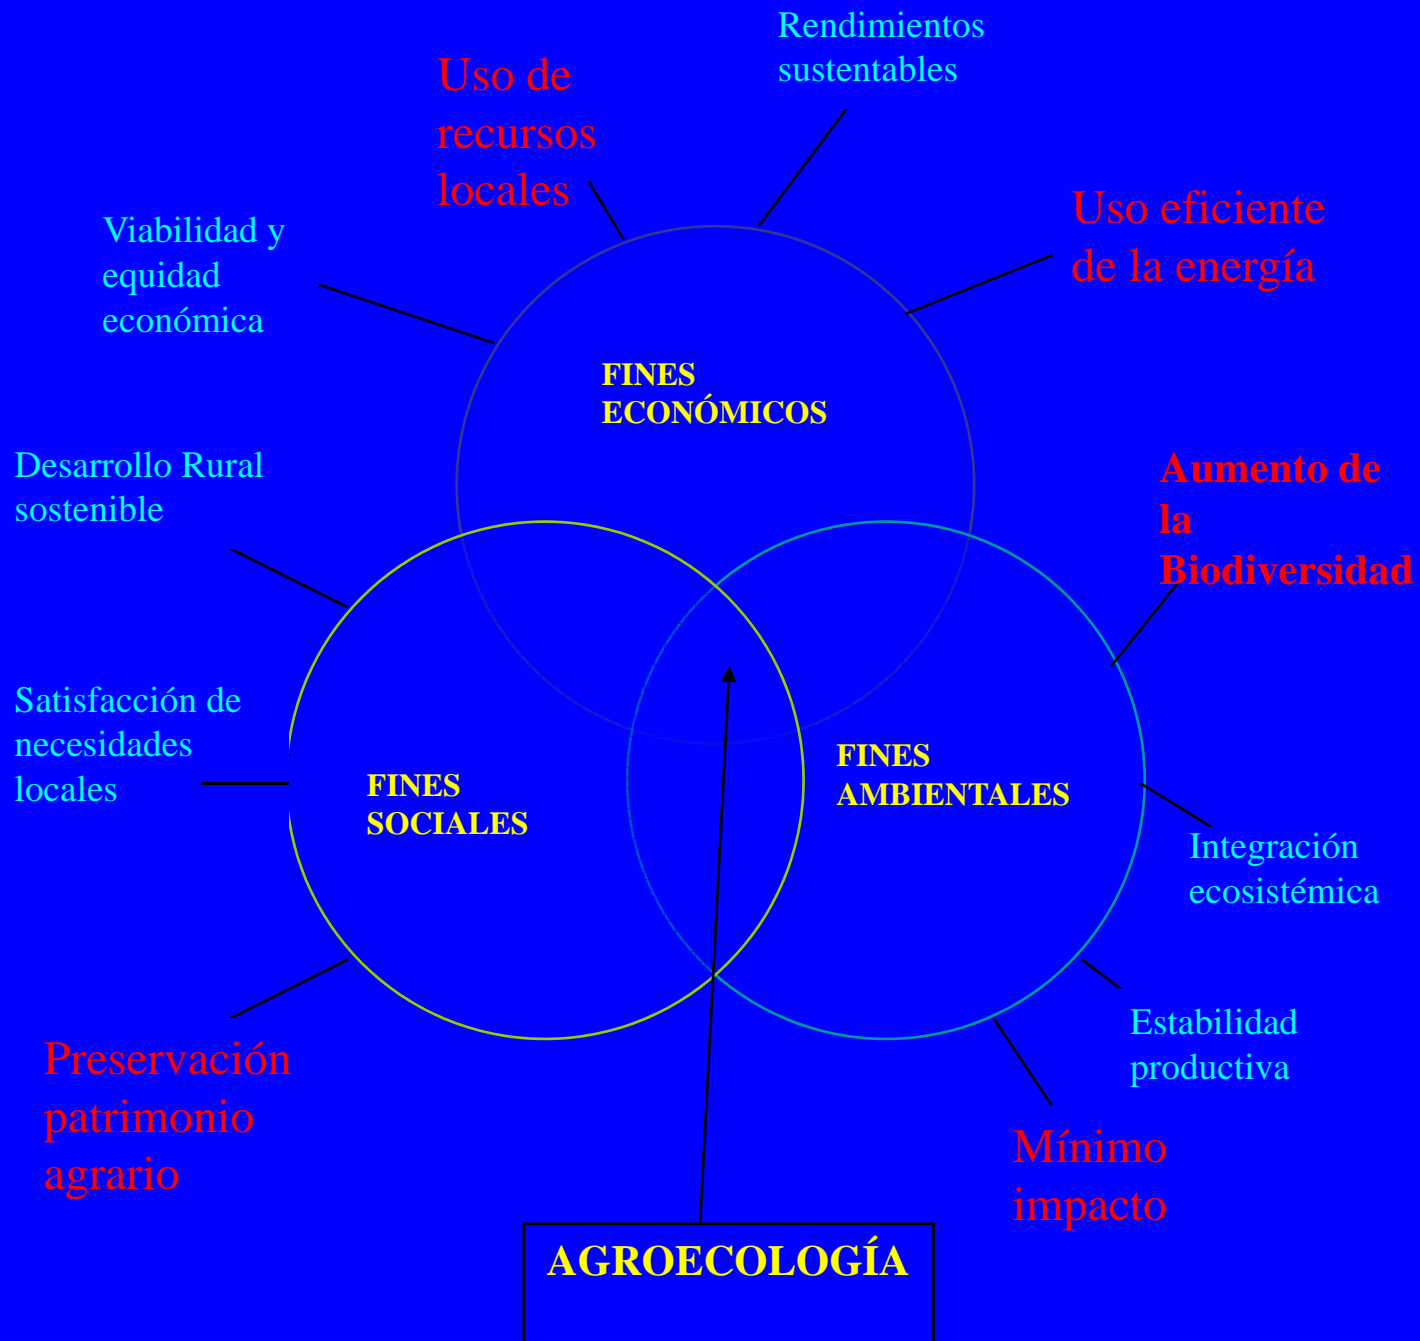 Rendimientos
sustentables
Uso de
recursos
locales
Uso eficiente
de la energía
Viabilidad y
equidad
económica
FINES
ECONÓMICOS
Desarrollo Rural
sostenible
Aumento de
la
Biodiversidad
Satisfacción de
necesidades
locales
FINES
SOCIALES
FINES
AMBIENTALES
Integración
ecosistémica
Estabilidad
productiva
Preservación
patrimonio
agrario
Mínimo
impacto
AGROECOLOGÍA